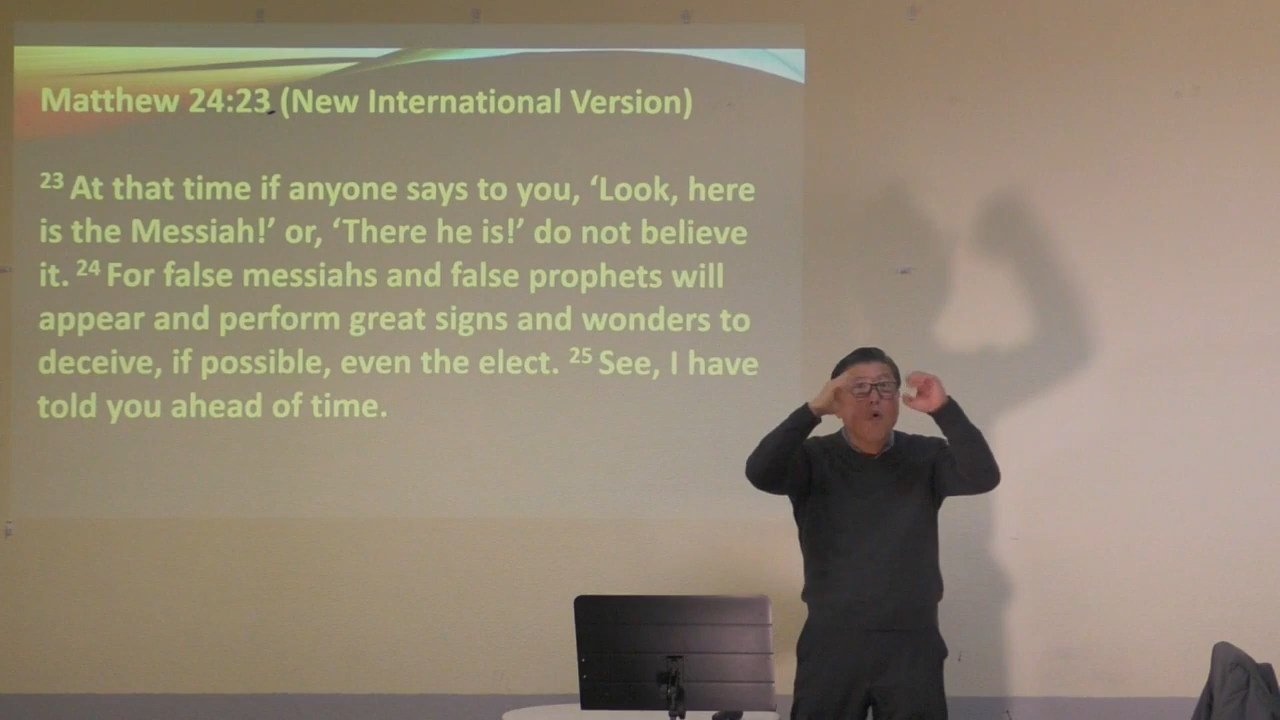 Matthew 24:23 (New International Version)
23 At that time if anyone says to you, ‘Look, here
is the Messiah!’ or, ‘There he is!’ do not believe
it. 24 For false messiahs and false prophets will
appear and perform great signs and wonders to
deceive, if possible, even the elect. 25 See, I have
told you ahead of time.